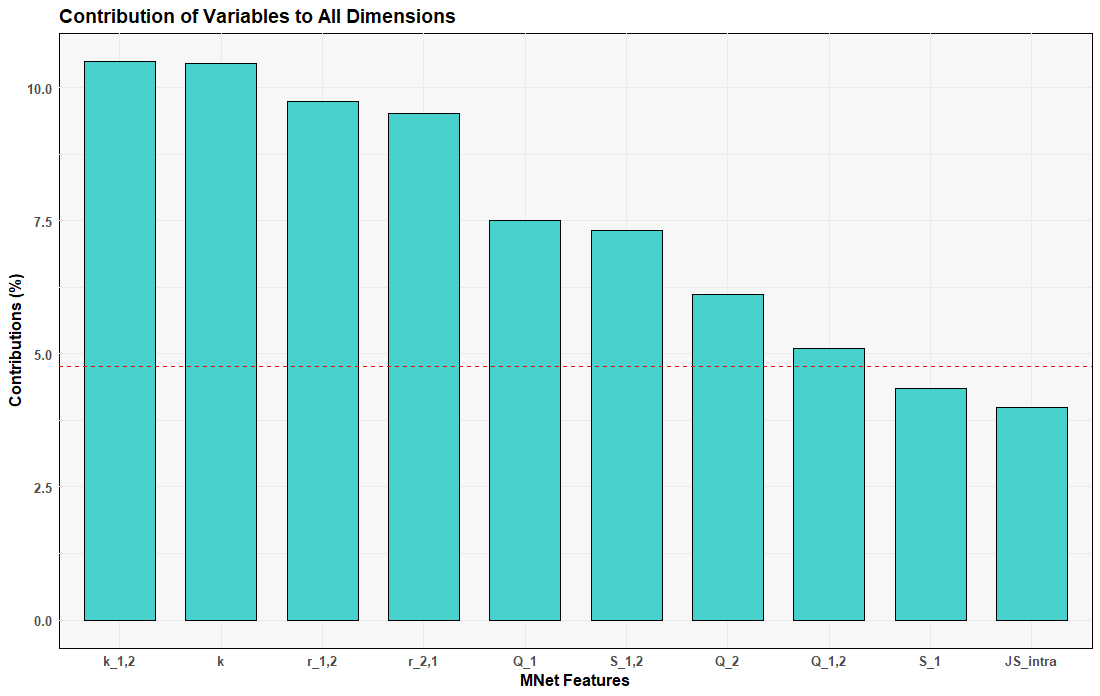 Contribution of Variables to All Dimensions
Contributions (%)
10.0
7.5
5.0
2.5
0.0
k_1,2 k r_1,2 r_2,1 Q_1 S_1,2 Q_2 Q_1,2 S_1 JS_intra
MNet Features